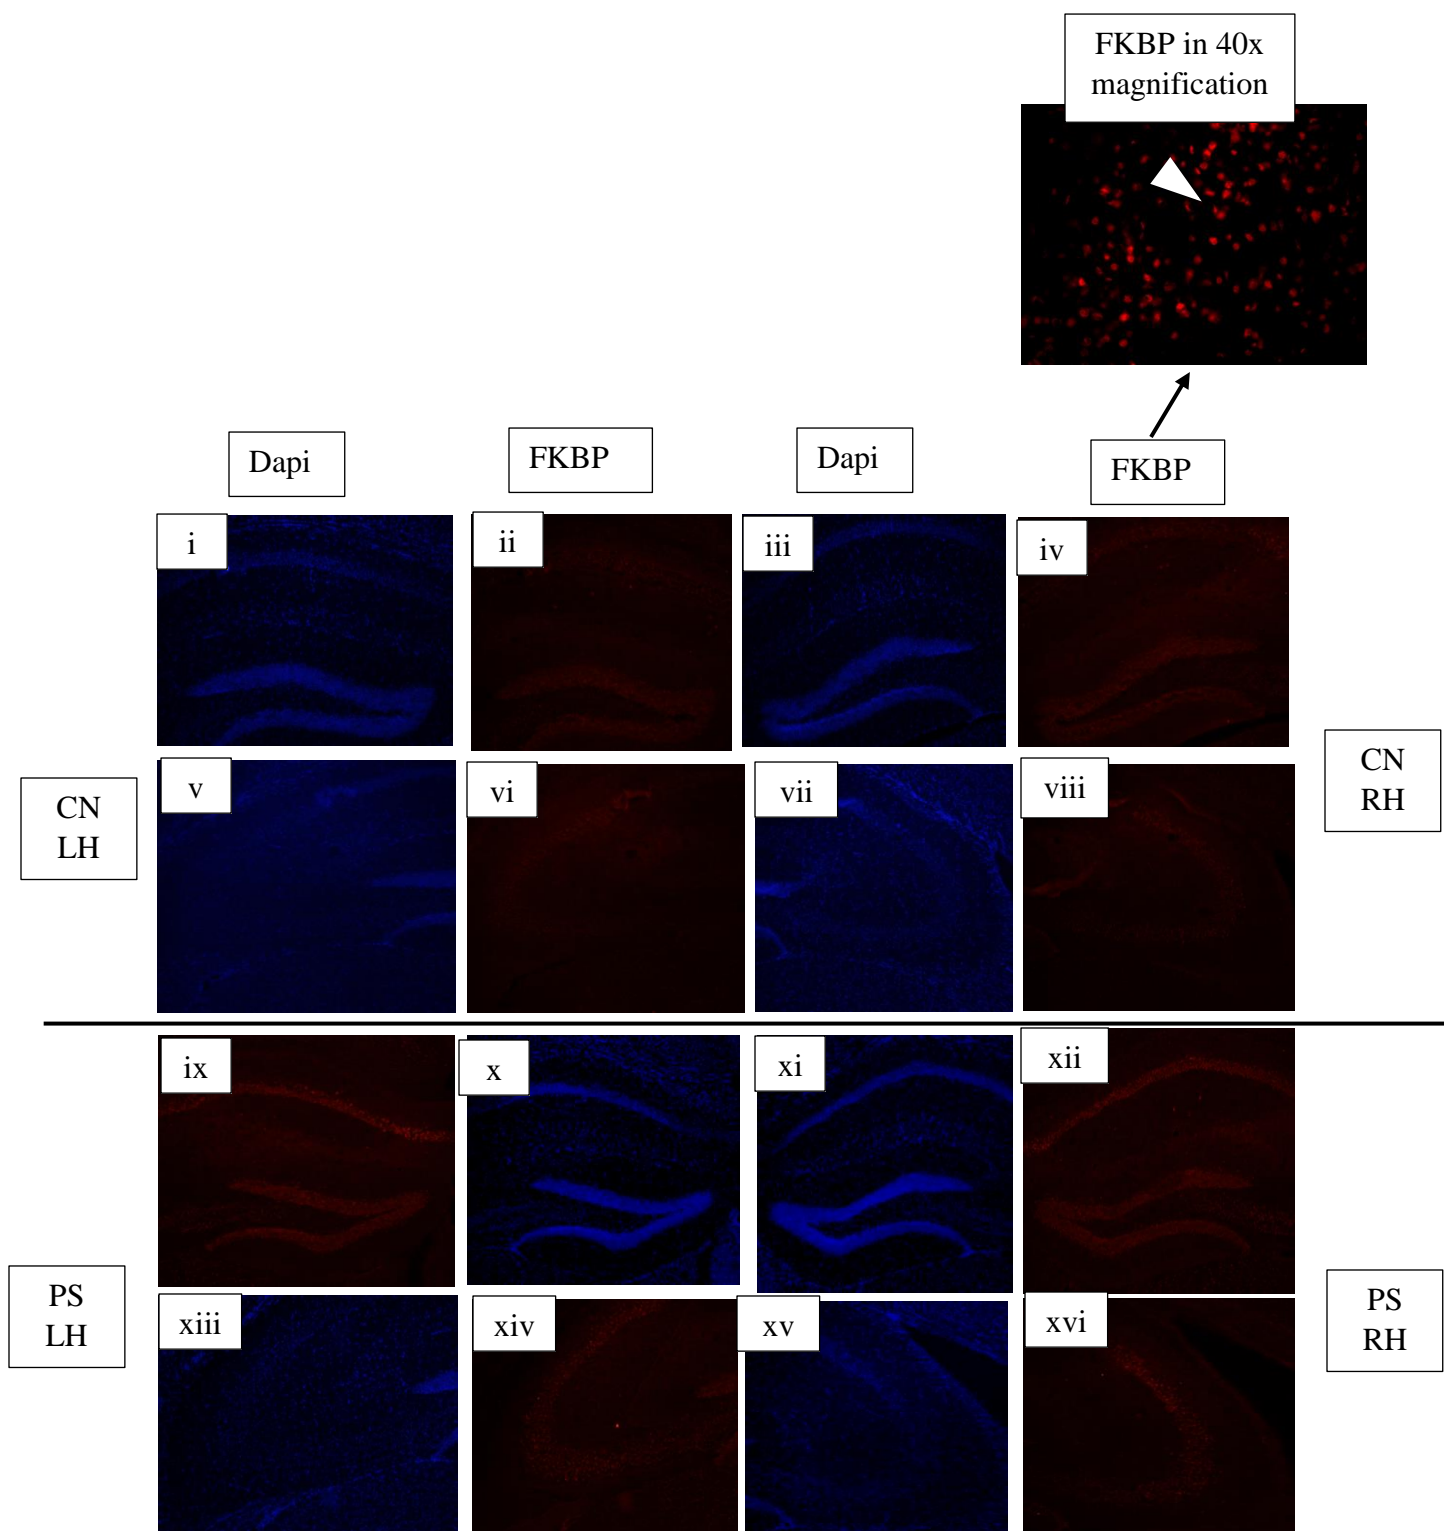 FKBP in 40x
magnification
Dapi
FKBP
Dapi
FKBP
i
ii
iii
iv
CN
LH
v
vi
vii
viii
CN
RH
ix
x
xi
xii
PS
LH
xiii
xiv
xv
xvi
PS
RH